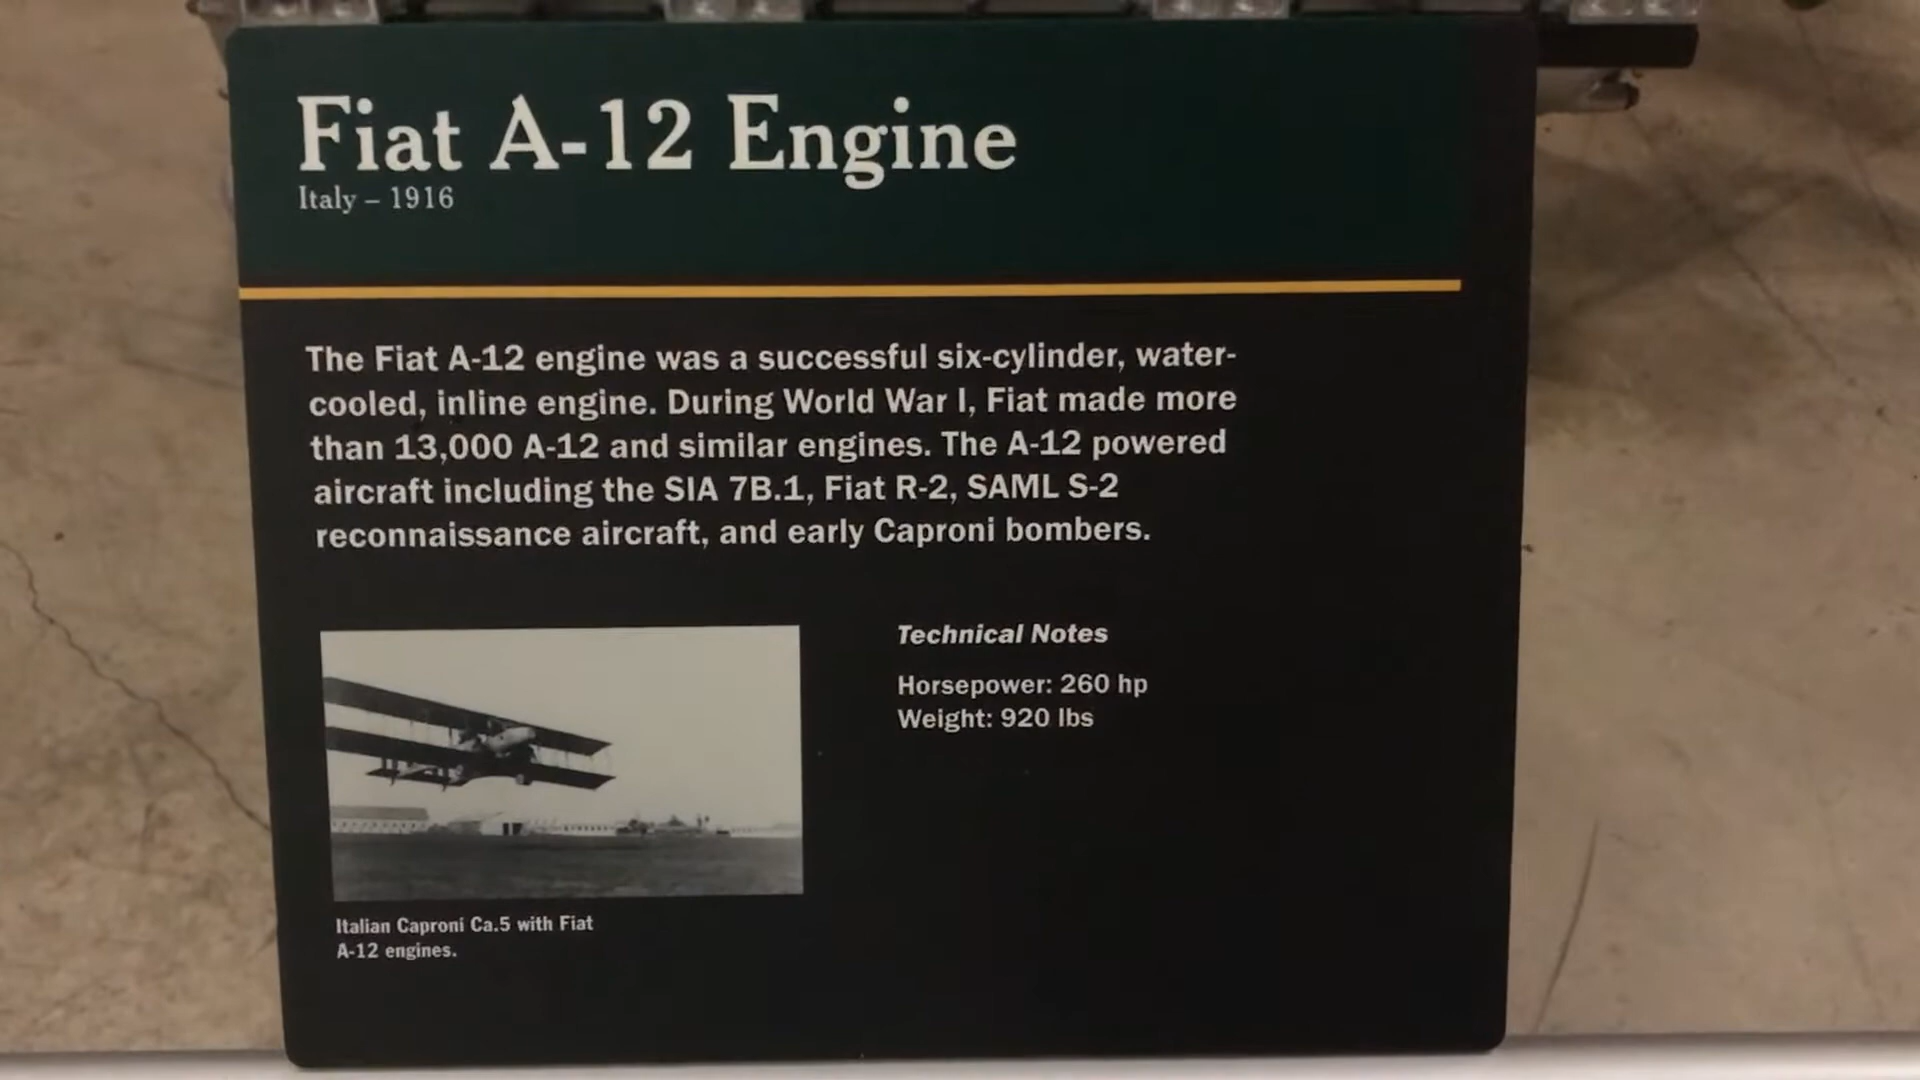 Fiat A-12 Engine
Italy – 1916
The Fiat A-12 engine was a successful six-cylinder, water-
cooled, inline engine. During World War I, Fiat made more
than 13,000 A-12 and similar engines. The A-12 powered
aircraft including the SIA 7B.1, Fiat R-2, SAML S-2
reconnaissance aircraft, and early Caproni bombers.
Technical Notes
Horsepower: 260 hp
Weight: 920 lbs
Italian Caproni Ca.5 with Fiat
A-12 engines.